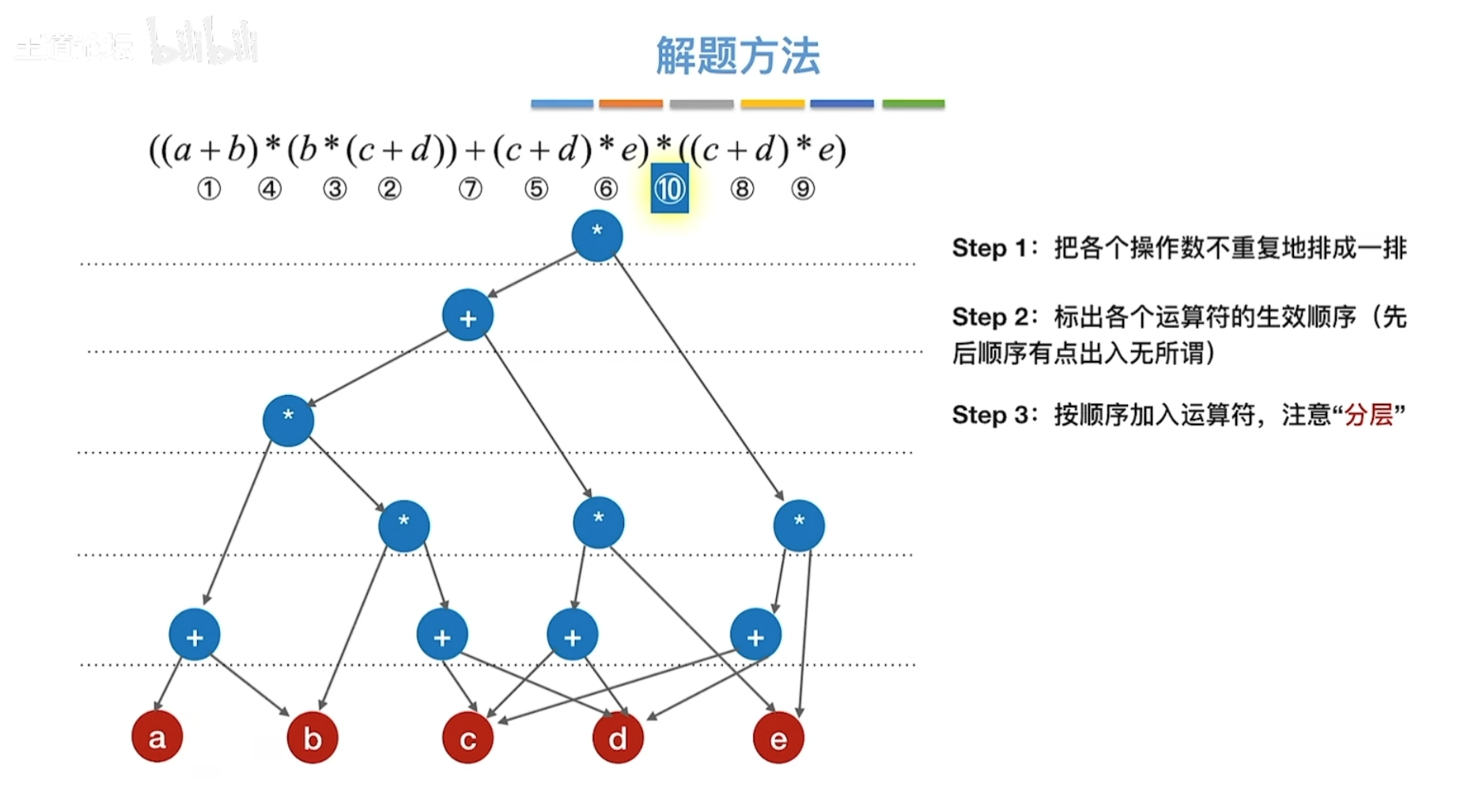 王道论坛 bilibili
解题方法
((a+b)*(b*(c+d))+(c+d)*e)*((c+d)*e)
① ④ ③ ② ⑦ ⑤ ⑥ ⑩ ⑧ ⑨
Step 1：把各个操作数不重复地排成一排
Step 2：标出各个运算符的生效顺序（先
后顺序有点出入无所谓）
Step 3：按顺序加入运算符，注意“分层”
*
+
*
* * *
+ + + +
a b c d e